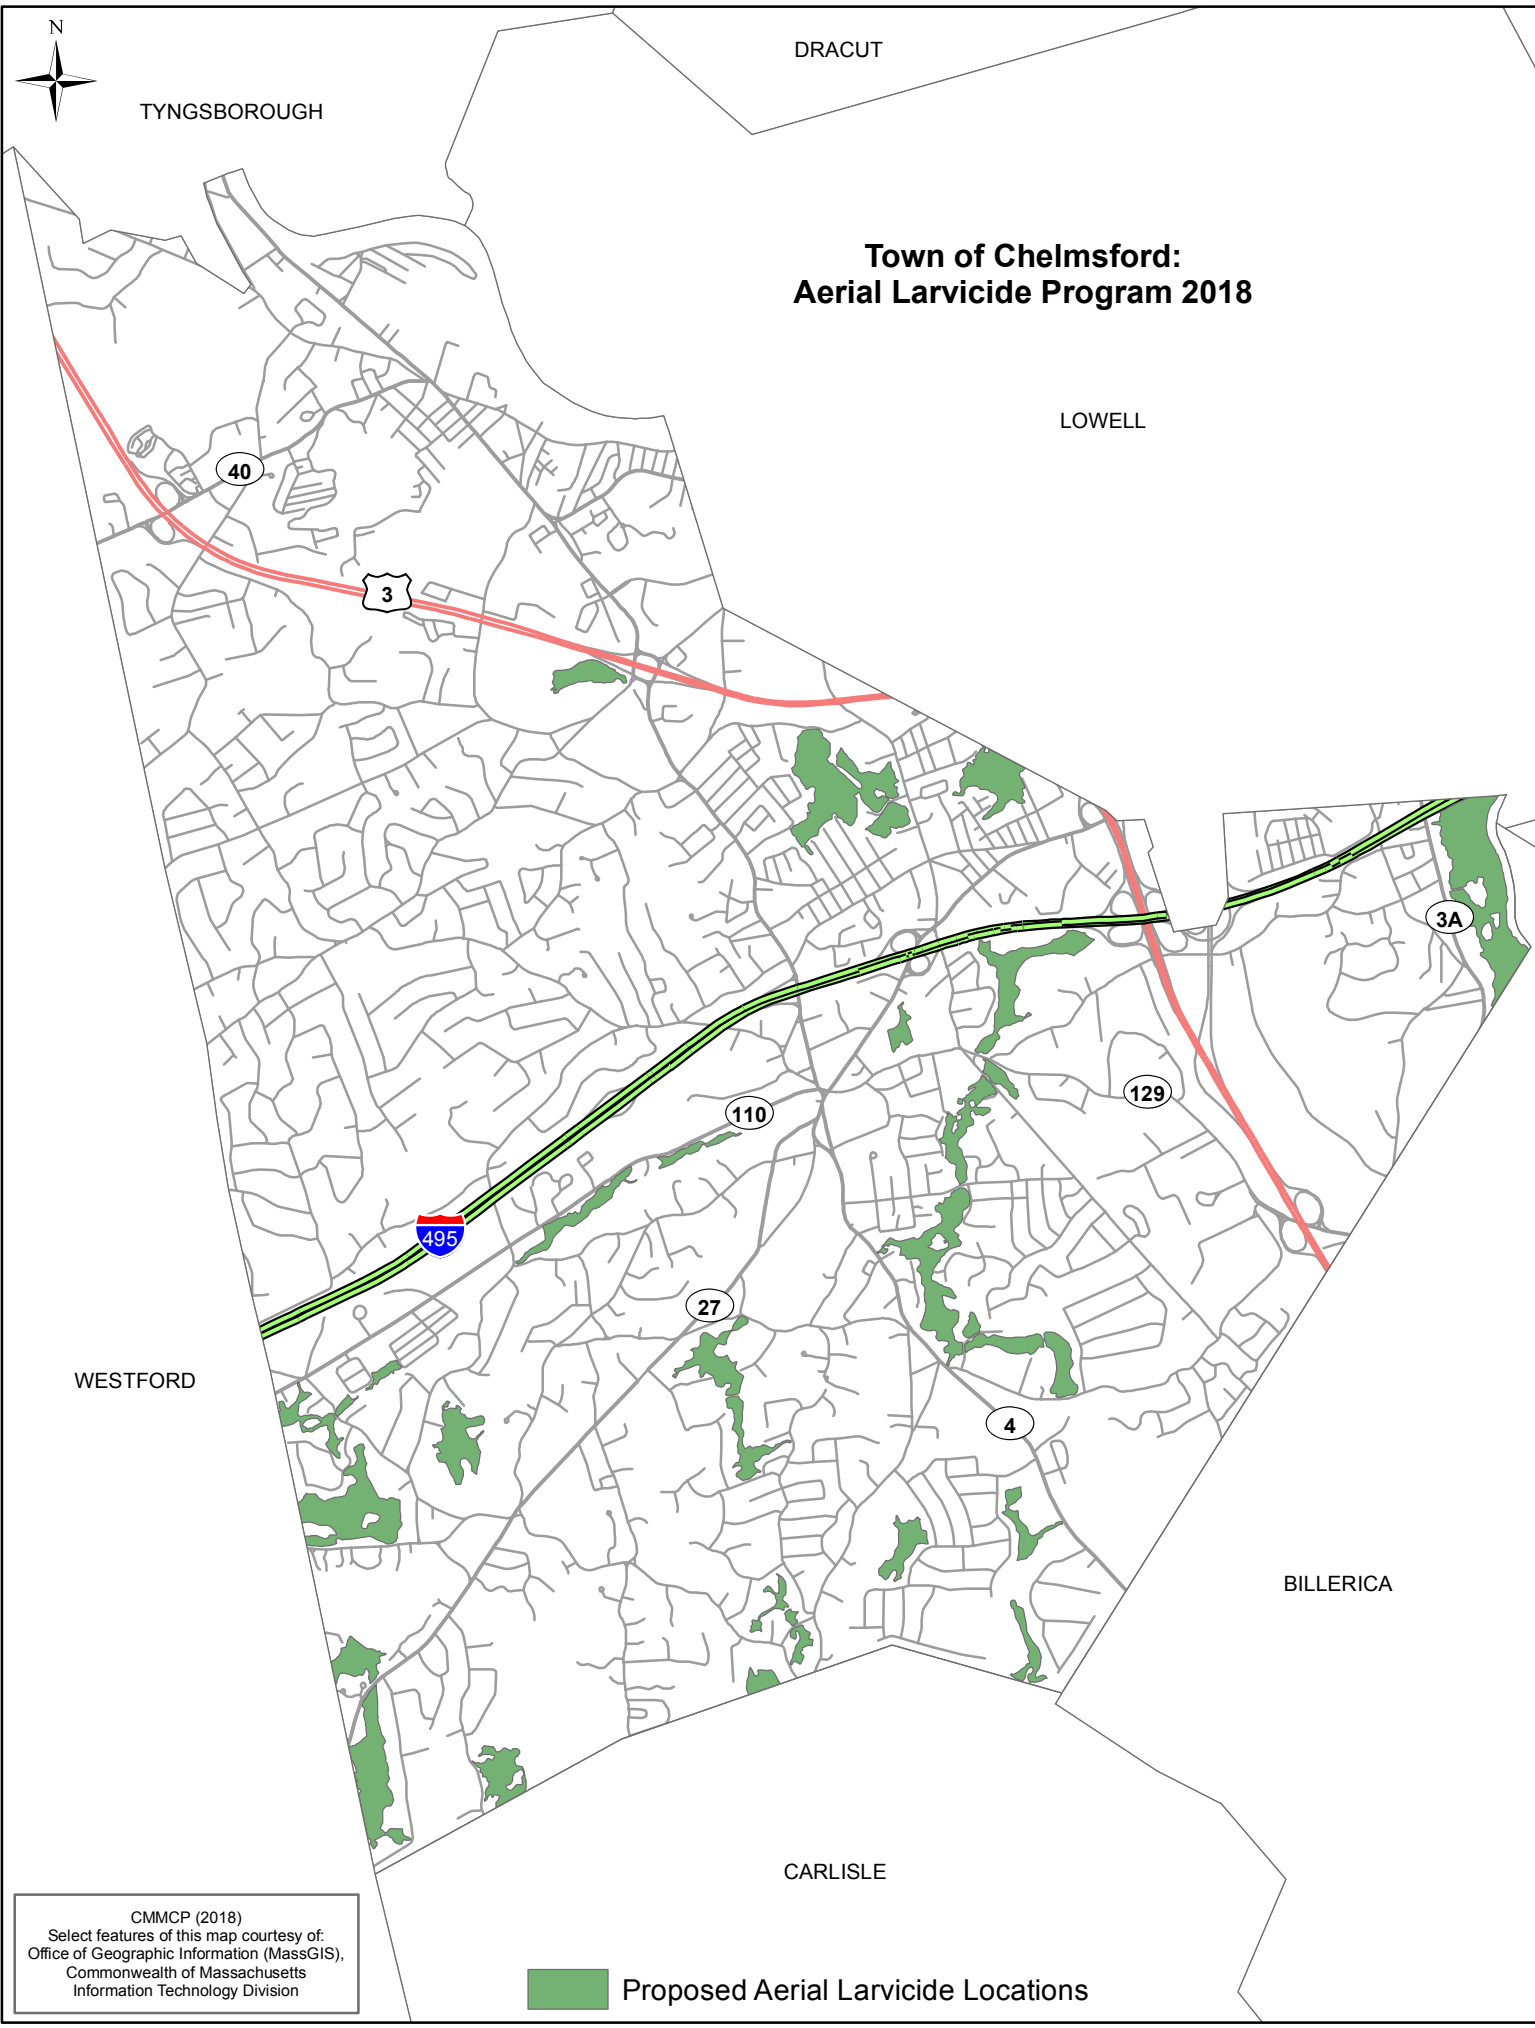 N
DRACUT
TYNGSBOROUGH
Town of Chelmsford:
Aerial Larvicide Program 2018
LOWELL
40
3
3A
129
110
495
27
WESTFORD
4
BILLERICA
CARLISLE
CMMCP (2018)
Select features of this map courtesy of:
Office of Geographic Information (MassGIS),
Commonwealth of Massachusetts
Information Technology Division
Proposed Aerial Larvicide Locations